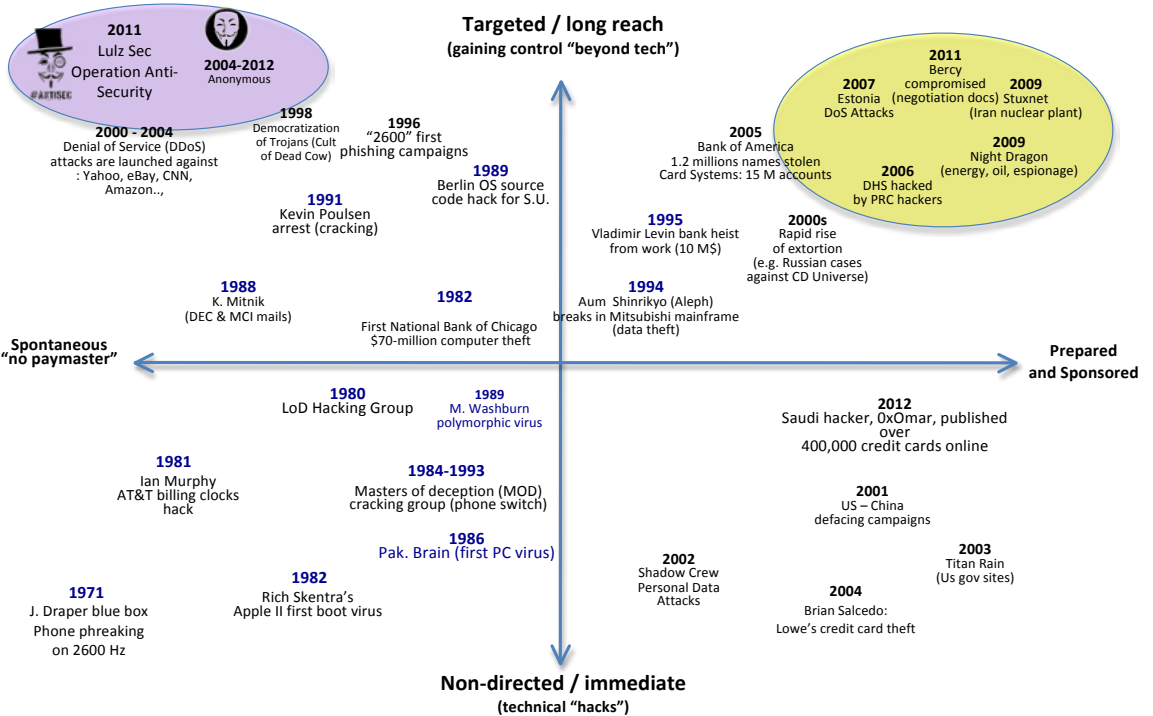 Targeted / long reach
(gaining control “beyond tech”)
2011
Lulz Sec
Operation Anti-
Security
#ANTISEC
2004-2012
Anonymous
2000 - 2004
Denial of Service (DDoS)
attacks are launched against
: Yahoo, eBay, CNN,
Amazon..,
1998
Democratization
of Trojans (Cult
of Dead Cow)
1996
“2600” first
phishing campaigns
1989
Berlin OS source
code hack for S.U.
1991
Kevin Poulsen
arrest (cracking)
1988
K. Mitnik
(DEC & MCI mails)
1982
First National Bank of Chicago
$70-million computer theft
2011
Bercy
compromised
(negotiation docs)
2007
Estonia
DoS Attacks
2009
Stuxnet
(Iran nuclear plant)
2009
Night Dragon
(energy, oil, espionage)
2006
DHS hacked
by PRC hackers
2005
Bank of America
1.2 millions names stolen
Card Systems: 15 M accounts
1995
Vladimir Levin bank heist
from work (10 M$)
2000s
Rapid rise
of extortion
(e.g. Russian cases
against CD Universe)
1994
Aum Shinrikyo (Aleph)
breaks in Mitsubishi mainframe
(data theft)
Spontaneous
“no paymaster”
Prepared
and Sponsored
1980
LoD Hacking Group
1989
M. Washburn
polymorphic virus
1981
Ian Murphy
AT&T billing clocks
hack
1984-1993
Masters of deception (MOD)
cracking group (phone switch)
1986
Pak. Brain (first PC virus)
1982
Rich Skentra’s
Apple II first boot virus
1971
J. Draper blue box
Phone phreaking
on 2600 Hz
2012
Saudi hacker, 0xOmar, published
over
400,000 credit cards online
2001
US – China
defacing campaigns
2003
Titan Rain
(Us gov sites)
2002
Shadow Crew
Personal Data
Attacks
2004
Brian Salcedo:
Lowe’s credit card theft
Non-directed / immediate
(technical “hacks”)